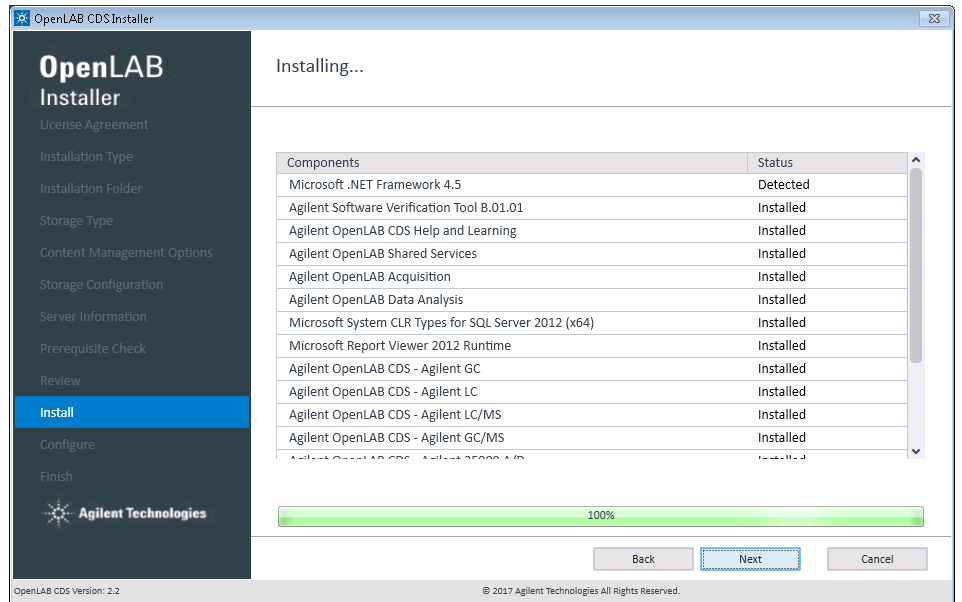 OpenLAB CDS Installer
OpenLAB
Installer
License Agreement
Installation Type
Installation Folder
Storage Type
Content Management Options
Storage Configuration
Server Information
Prerequisite Check
Review
Install
Configure
Finish
Agilent Technologies
Installing...
Components Status
Microsoft .NET Framework 4.5 Detected
Agilent Software Verification Tool B.01.01 Installed
Agilent OpenLAB CDS Help and Learning Installed
Agilent OpenLAB Shared Services Installed
Agilent OpenLAB Acquisition Installed
Agilent OpenLAB Data Analysis Installed
Microsoft System CLR Types for SQL Server 2012 (x64) Installed
Microsoft Report Viewer 2012 Runtime Installed
Agilent OpenLAB CDS - Agilent GC Installed
Agilent OpenLAB CDS - Agilent LC Installed
Agilent OpenLAB CDS - Agilent LC/MS Installed
Agilent OpenLAB CDS - Agilent GC/MS Installed
Agilent OpenLAB CDS - Agilent A/D Installed
100%
Back Next Cancel
OpenLAB CDS Version: 2.2 © 2017 Agilent Technologies All Rights Reserved.